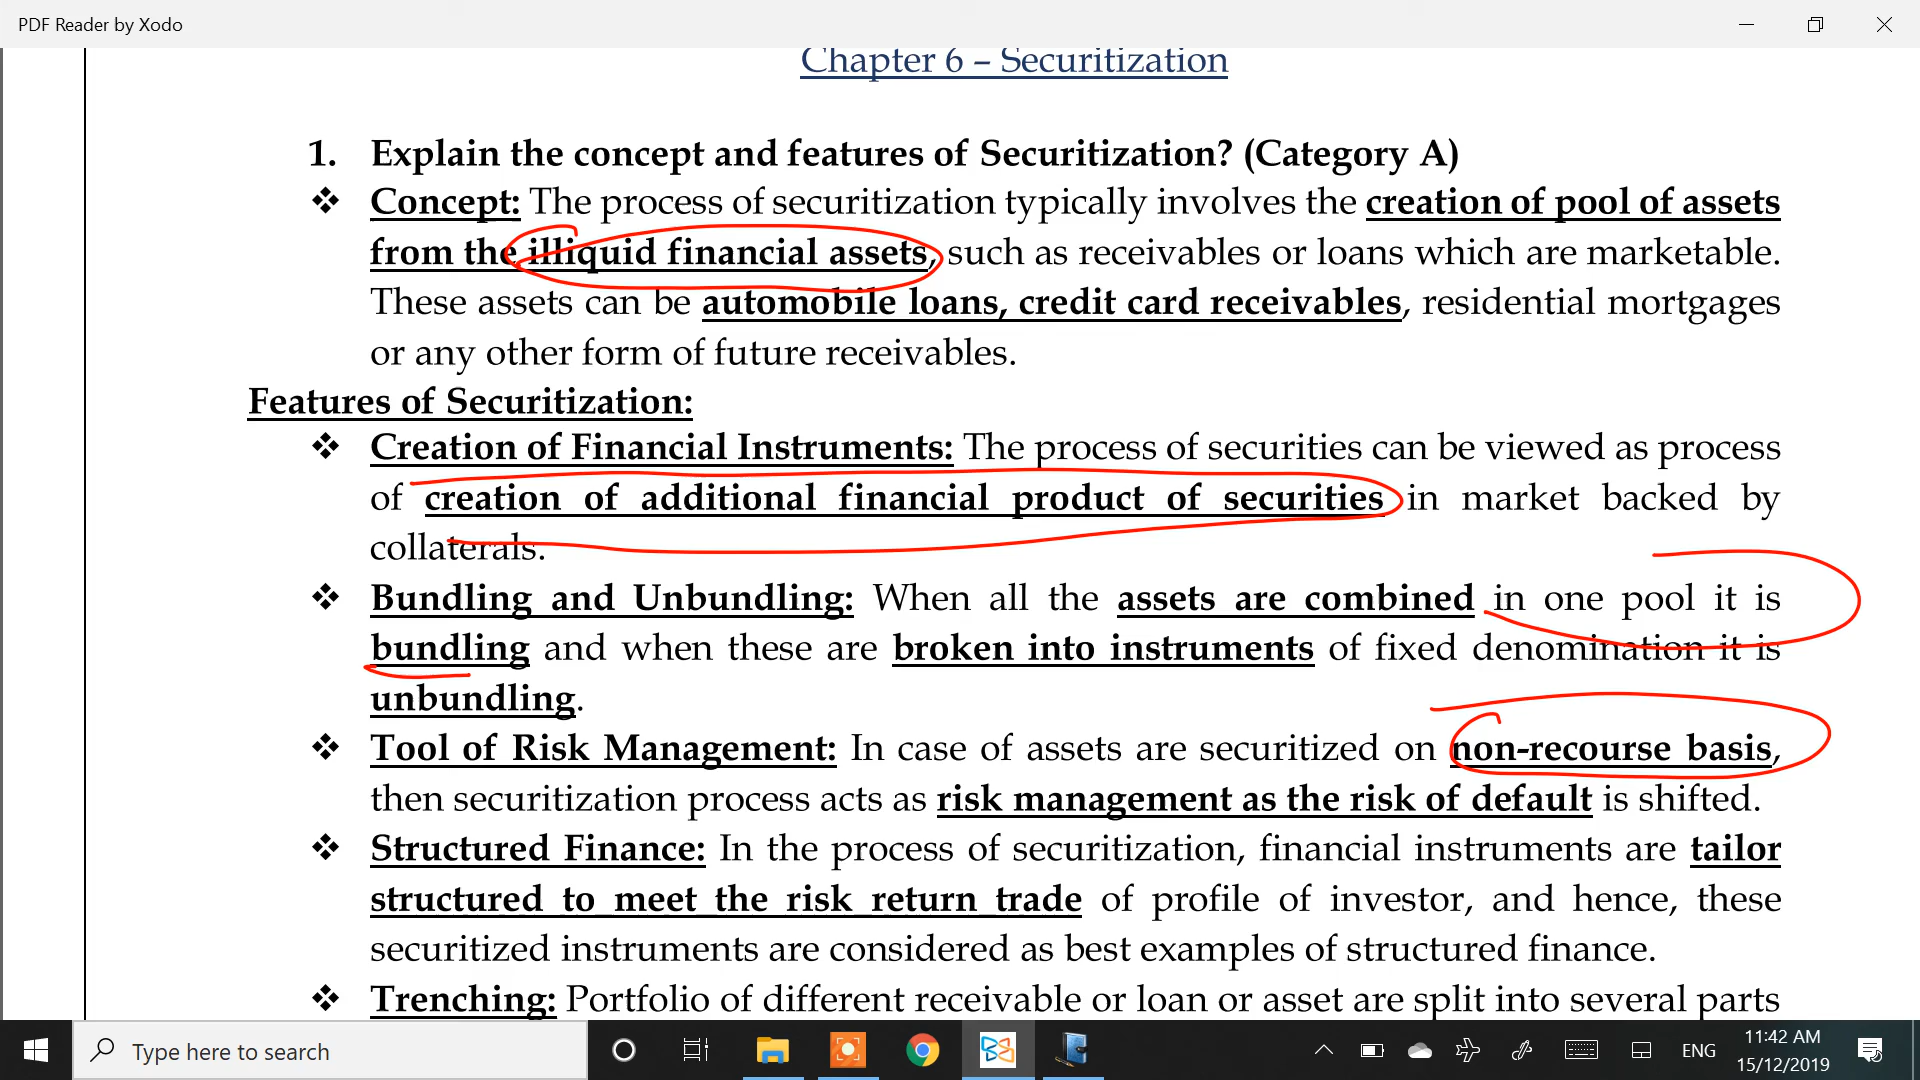 PDF Reader by Xodo
Chapter 6 – Securitization
1. Explain the concept and features of Securitization? (Category A)
❖ Concept: The process of securitization typically involves the creation of pool of assets
from the illiquid financial assets, such as receivables or loans which are marketable.
These assets can be automobile loans, credit card receivables, residential mortgages
or any other form of future receivables.
Features of Securitization:
❖ Creation of Financial Instruments: The process of securities can be viewed as process
of creation of additional financial product of securities in market backed by
collaterals.
❖ Bundling and Unbundling: When all the assets are combined in one pool it is
bundling and when these are broken into instruments of fixed denomination it is
unbundling.
❖ Tool of Risk Management: In case of assets are securitized on non-recourse basis,
then securitization process acts as risk management as the risk of default is shifted.
❖ Structured Finance: In the process of securitization, financial instruments are tailor
structured to meet the risk return trade of profile of investor, and hence, these
securitized instruments are considered as best examples of structured finance.
❖ Trenching: Portfolio of different receivable or loan or asset are split into several parts
Type here to search
ENG
11:42 AM
15/12/2019